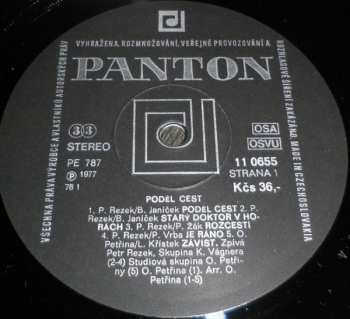 VYHRAŽENA, ROZMNOŽOVÁNÍ, VEŘEJNÉ PROVOZOVÁNÍ A
ROZHLASOVÉ ŠÍŘENÍ ZAKÁZÁNO. MADE IN CZECHOSLOVAKIA
VŠECHNA PRÁVA VÝROBCE A VLASTNÍKŮ AUTORSKÝCH PRÁV
PANTON
33
STEREO
PE 787
Ⓟ 1977
78 1
OSA
OSVU
11 0655
STRANA 1
Kčs 36,-
PODÉL CEST
1. P. Rezek/B. Janíček PODÉL CEST 2. P.
Rezek/B. Janíček STARÝ DOKTOR V HO-
RÁCH 3. P. Rezek/P. Žák ROZCESTÍ
4. P. Rezek/P. Vrba JE RÁNO 5. O.
Petřina/L. Křístek ZÁVIST. Zpívá
Petr Rezek, Skupina K. Vágnera
(2-4) Studiová skupina O. Petři-
ny (5) O. Petřina (1). Arr. O.
Petřina (1-5)